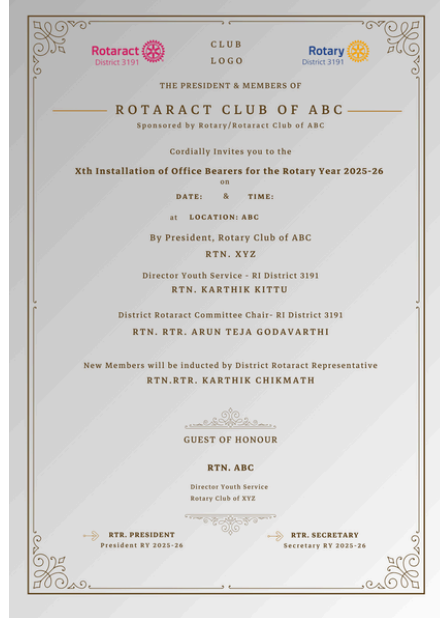 Rotaract
District 3191
CLUB
LOGO
Rotary
District 3191
THE PRESIDENT & MEMBERS OF
ROTARACT CLUB OF ABC
Sponsored by Rotary/Rotaract Club of ABC
Cordially Invites you to the
Xth Installation of Office Bearers for the Rotary Year 2025-26
on
DATE: & TIME:
at LOCATION: ABC
By President, Rotary Club of ABC
RTN. XYZ
Director Youth Service - RI District 3191
RTN. KARTHIK KITTU
District Rotaract Committee Chair- RI District 3191
RTN. RTR. ARUN TEJA GODAVARTHI
New Members will be inducted by District Rotaract Representative
RTN.RTR. KARTHIK CHIKMATH
GUEST OF HONOUR
RTN. ABC
Director Youth Service
Rotary Club of XYZ
RTR. PRESIDENT
President RY 2025-26
RTR. SECRETARY
Secretary RY 2025-26